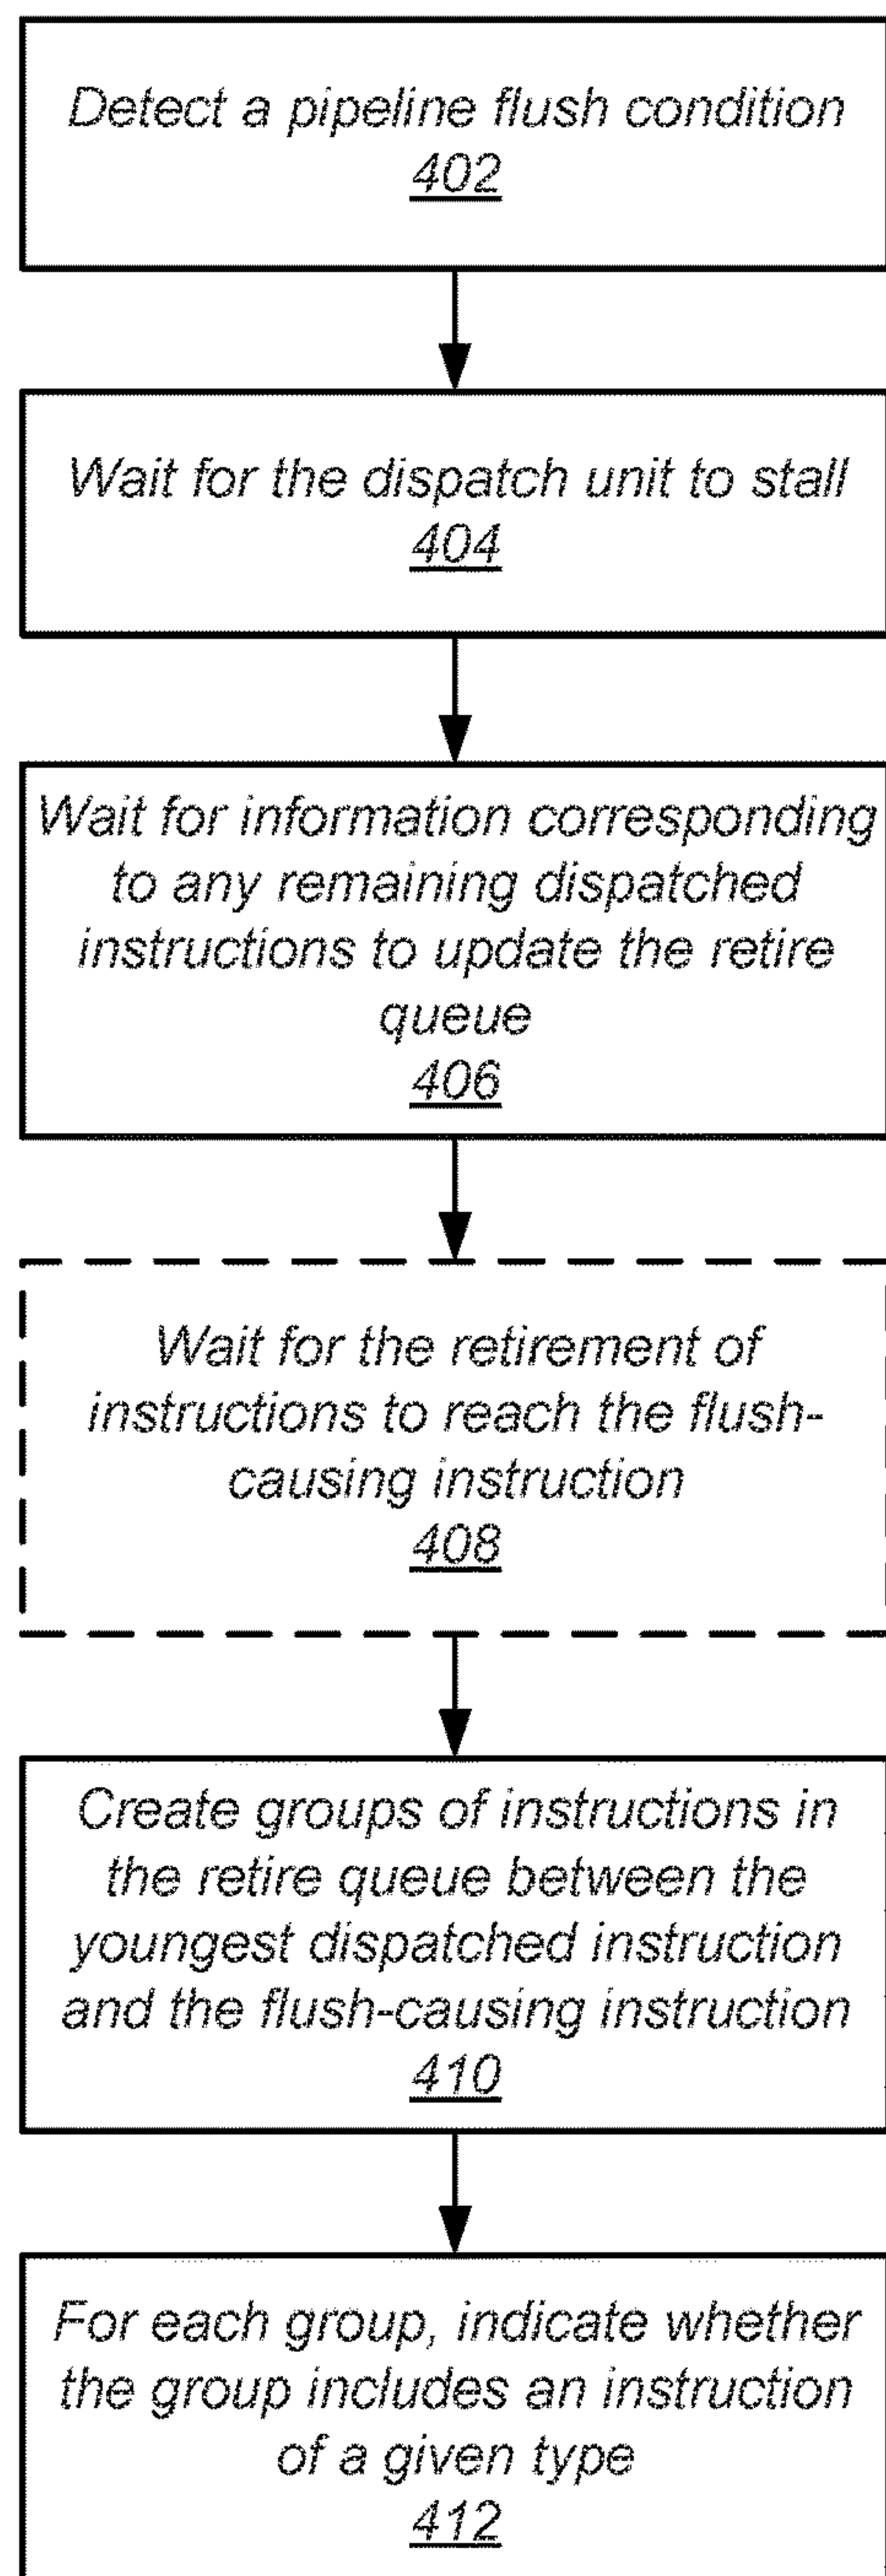 Detect a pipeline flush condition
402
Wait for the dispatch unit to stall
404
Wait for information corresponding
to any remaining dispatched
instructions to update the retire
queue
406
Wait for the retirement of
instructions to reach the flush-
causing instruction
408
Create groups of instructions in
the retire queue between the
youngest dispatched instruction
and the flush-causing instruction
410
For each group, indicate whether
the group includes an instruction
of a given type
412